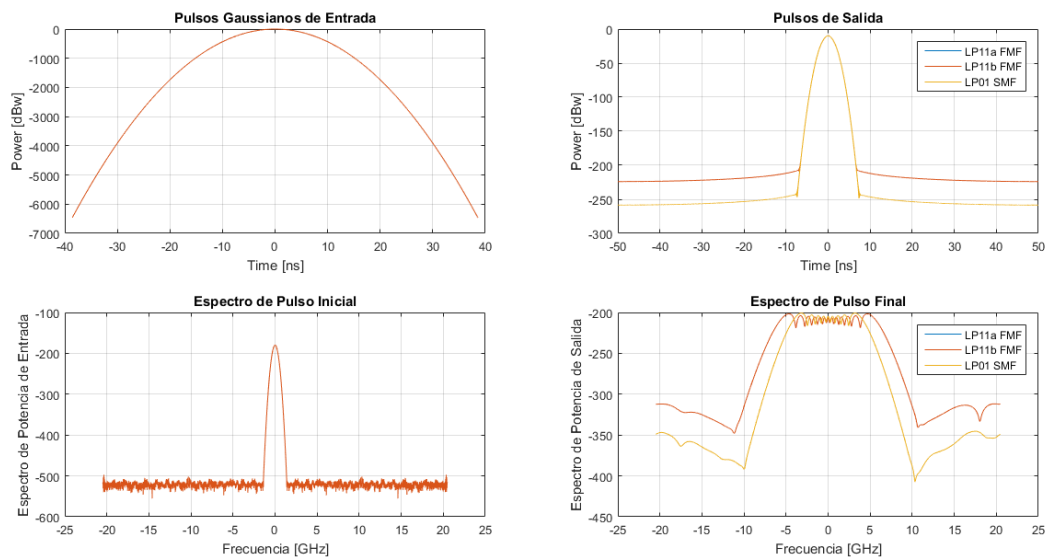 Pulsos Gaussianos de Entrada
0
-1000
-2000
-3000
-4000
-5000
-6000
-7000
Power [dBw]
-40 -30 -20 -10 0 10 20 30 40
Time [ns]
Pulsos de Salida
0
-50
-100
-150
-200
-250
-300
Power [dBw]
LP11a FMF
LP11b FMF
LP01 SMF
-50 -40 -30 -20 -10 0 10 20 30 40 50
Time [ns]
Espectro de Pulso Inicial
-100
-200
-300
-400
-500
-600
Espectro de Potencia de Entrada
-25 -20 -15 -10 -5 0 5 10 15 20 25
Frecuencia [GHz]
Espectro de Pulso Final
-200
-250
-300
-350
-400
-450
Espectro de Potencia de Salida
LP11a FMF
LP11b FMF
LP01 SMF
-25 -20 -15 -10 -5 0 5 10 15 20 25
Frecuencia [GHz]